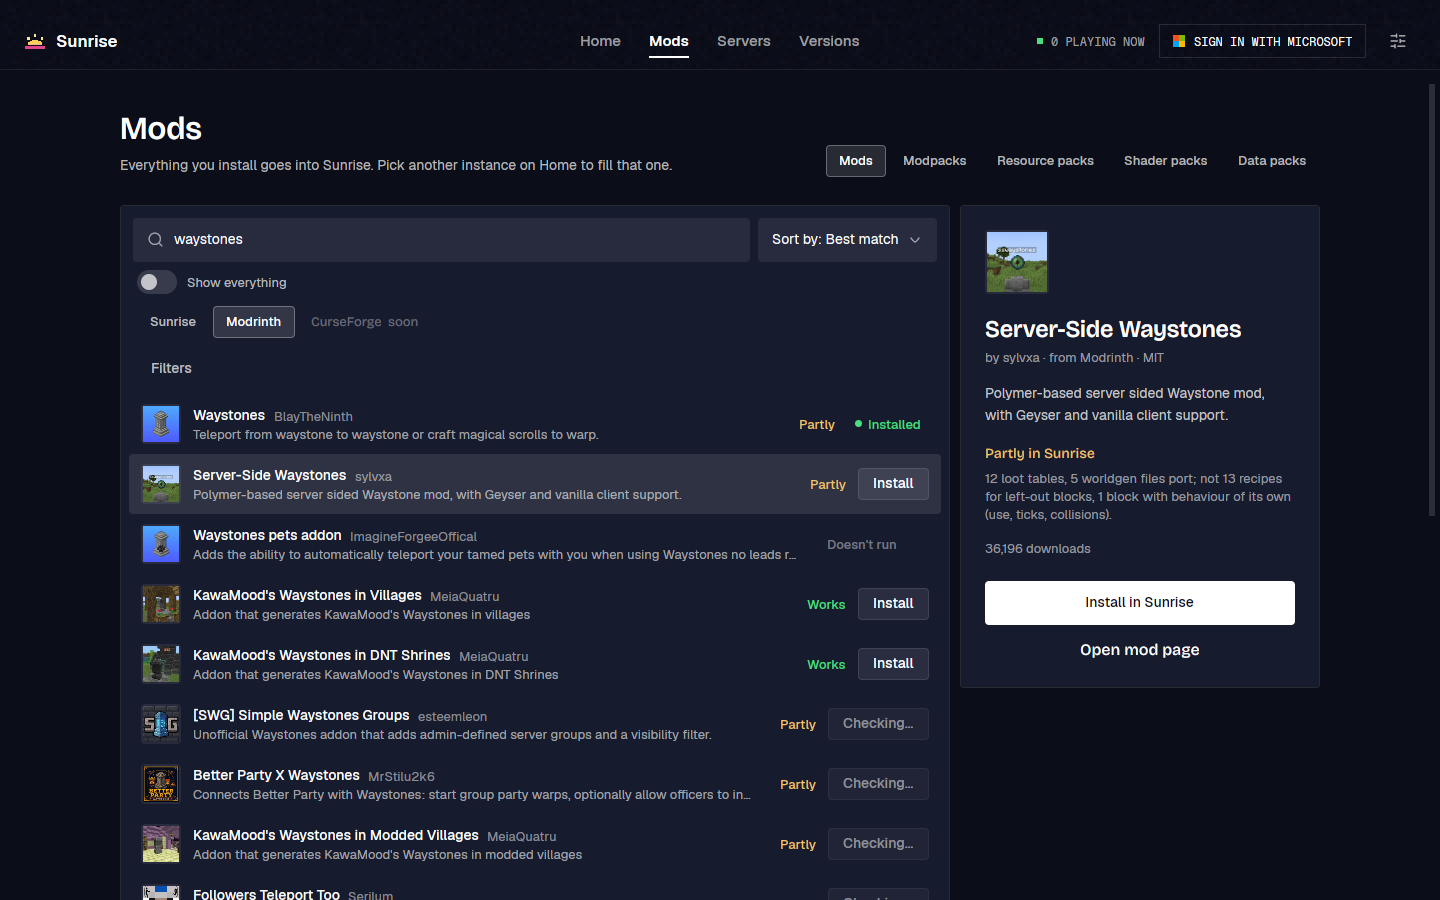 Sunrise
Home
Mods
Servers
Versions
0 PLAYING NOW
SIGN IN WITH MICROSOFT
Mods
Everything you install goes into Sunrise. Pick another instance on Home to fill that one.
Mods
Modpacks
Resource packs
Shader packs
Data packs
waystones
Sort by: Best match
Show everything
Sunrise
Modrinth
CurseForge soon
Filters
Waystones BlayTheNinth
Teleport from waystone to waystone or craft magical scrolls to warp.
Partly
Installed
Server-Side Waystones sylvxa
Polymer-based server sided Waystone mod, with Geyser and vanilla client support.
Partly
Install
Waystones pets addon ImagineForgeeOffical
Adds the ability to automatically teleport your tamed pets with you when using Waystones no leads r...
Doesn't run
KawaMood's Waystones in Villages MeiaQuatru
Addon that generates KawaMood's Waystones in villages
Works
Install
KawaMood's Waystones in DNT Shrines MeiaQuatru
Addon that generates KawaMood's Waystones in DNT Shrines
Works
Install
[SWG] Simple Waystones Groups esteemleon
Unofficial Waystones addon that adds admin-defined server groups and a visibility filter.
Partly
Checking...
Better Party X Waystones MrStilu2k6
Connects Better Party with Waystones: start group party warps, optionally allow officers to in...
Partly
Checking...
KawaMood's Waystones in Modded Villages MeiaQuatru
Addon that generates KawaMood's Waystones in modded villages
Partly
Checking...
Followers Teleport Too Serilum
Server-Side Waystones
by sylvxa · from Modrinth · MIT
Polymer-based server sided Waystone mod,
with Geyser and vanilla client support.
Partly in Sunrise
12 loot tables, 5 worldgen files port; not 13 recipes
for left-out blocks, 1 block with behaviour of its own
(use, ticks, collisions).
36,196 downloads
Install in Sunrise
Open mod page